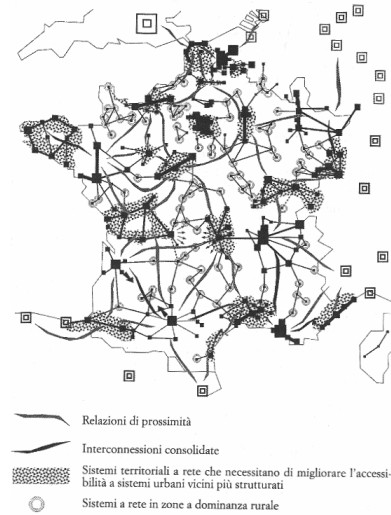 Relazioni di prossimità
Interconnessioni consolidate
Sistemi territoriali a rete che necessitano di migliorare l'accessi-
bilità a sistemi urbani vicini più strutturati
Sistemi a rete in zone a dominanza rurale